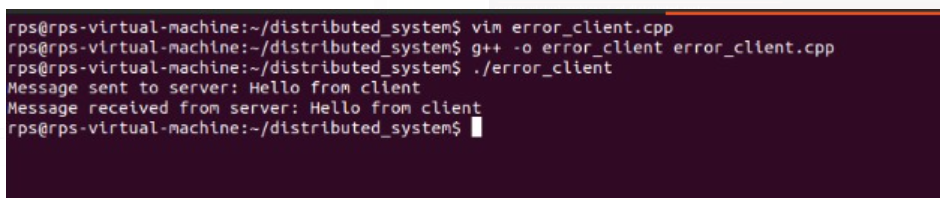 rps@rps-virtual-machine:~/distributed_system$ vim error_client.cpp
rps@rps-virtual-machine:~/distributed_system$ g++ -o error_client error_client.cpp
rps@rps-virtual-machine:~/distributed_system$ ./error_client
Message sent to server: Hello from client
Message received from server: Hello from client
rps@rps-virtual-machine:~/distributed_system$